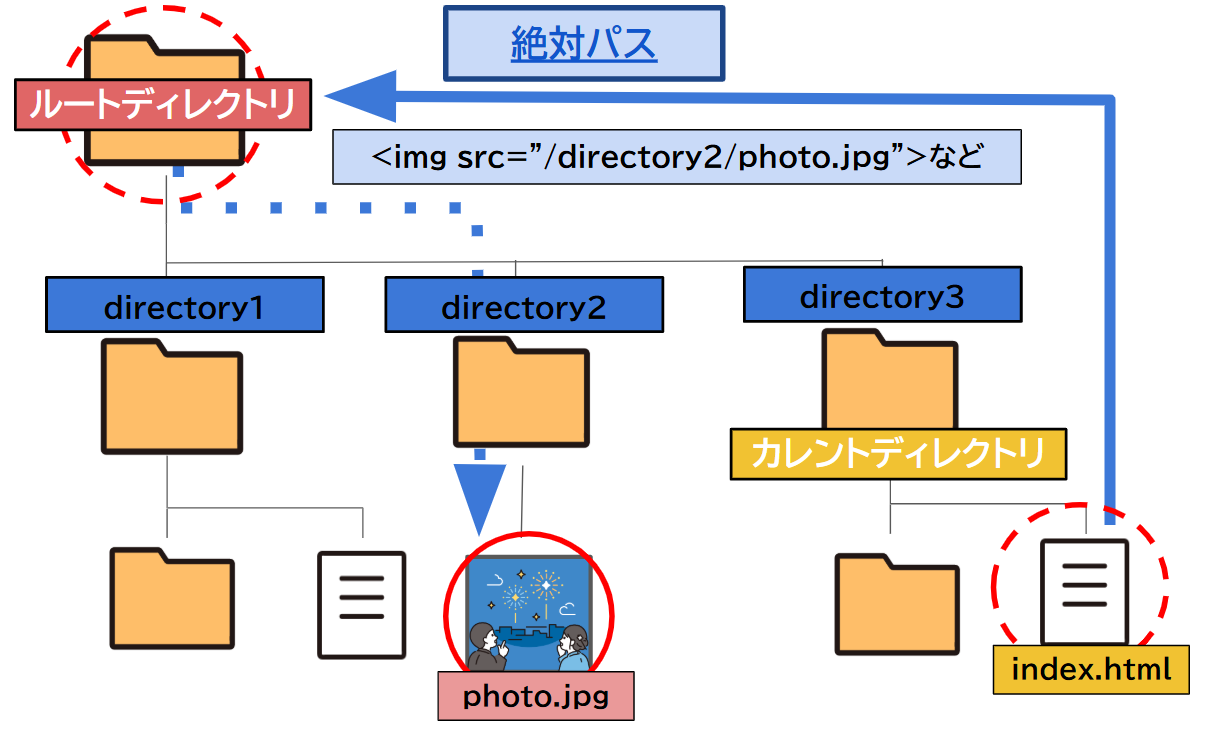 絶対パス
ルートディレクトリ
<img src=”/directory2/photo.jpg”>など
directory1
directory2
directory3
カレントディレクトリ
photo.jpg
index.html